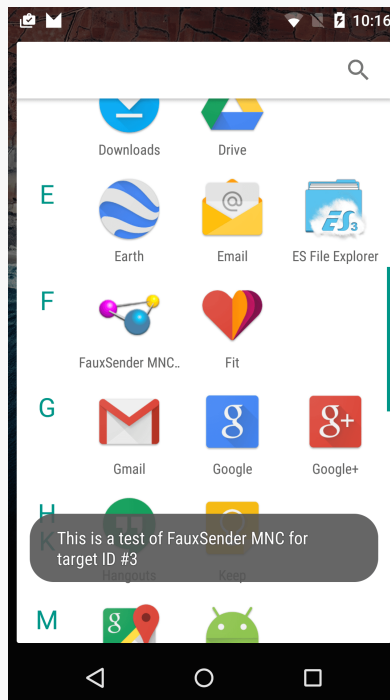 10:16
Downloads Drive
E
Earth Email ES File Explorer
F
FauxSender MNC.. Fit
G
Gmail Google Google+
H
K
This is a test of FauxSender MNC for
target ID #3
Hangouts Keep
M